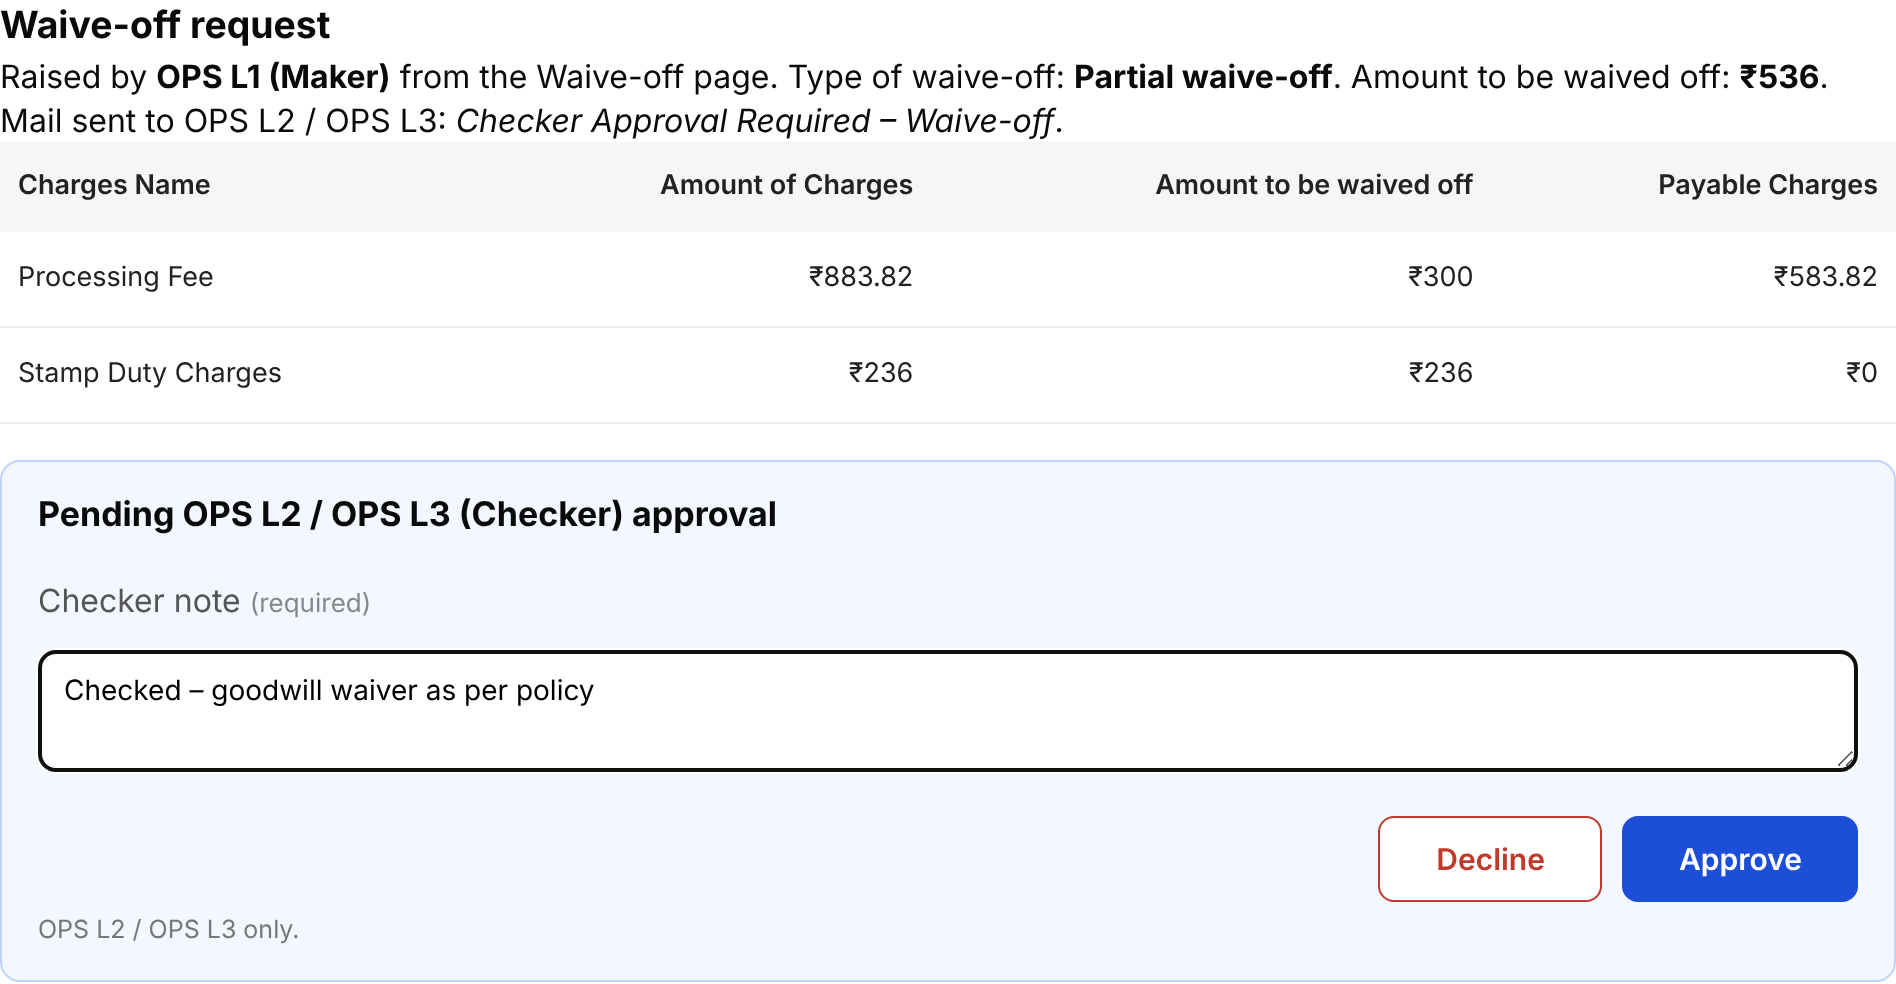 Waive-off request
Raised by OPS L1 (Maker) from the Waive-off page. Type of waive-off: Partial waive-off. Amount to be waived off: ₹536.
Mail sent to OPS L2 / OPS L3: Checker Approval Required – Waive-off.
Charges Name Amount of Charges Amount to be waived off Payable Charges
Processing Fee ₹883.82 ₹300 ₹583.82
Stamp Duty Charges ₹236 ₹236 ₹0
Pending OPS L2 / OPS L3 (Checker) approval
Checker note (required)
Checked – goodwill waiver as per policy
Decline Approve
OPS L2 / OPS L3 only.